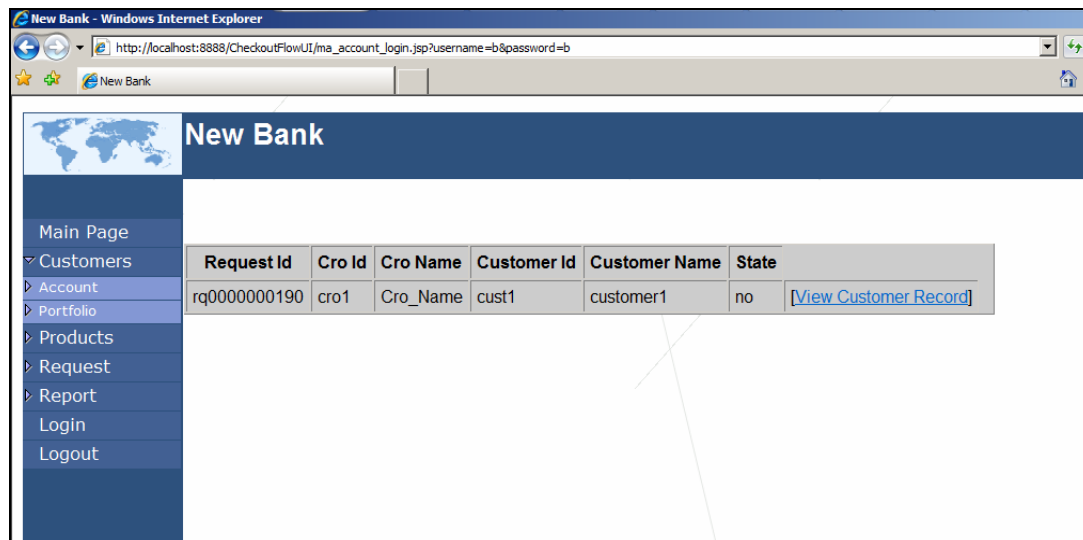 New Bank - Windows Internet Explorer
http://localhost:8888/CheckoutFlowUI/ma_account_login.jsp?username=b&password=b
New Bank
New Bank
Main Page
Customers
Account
Portfolio
Products
Request
Report
Login
Logout
Request Id Cro Id Cro Name Customer Id Customer Name State
rq0000000190 cro1 Cro_Name cust1 customer1 no [View Customer Record]